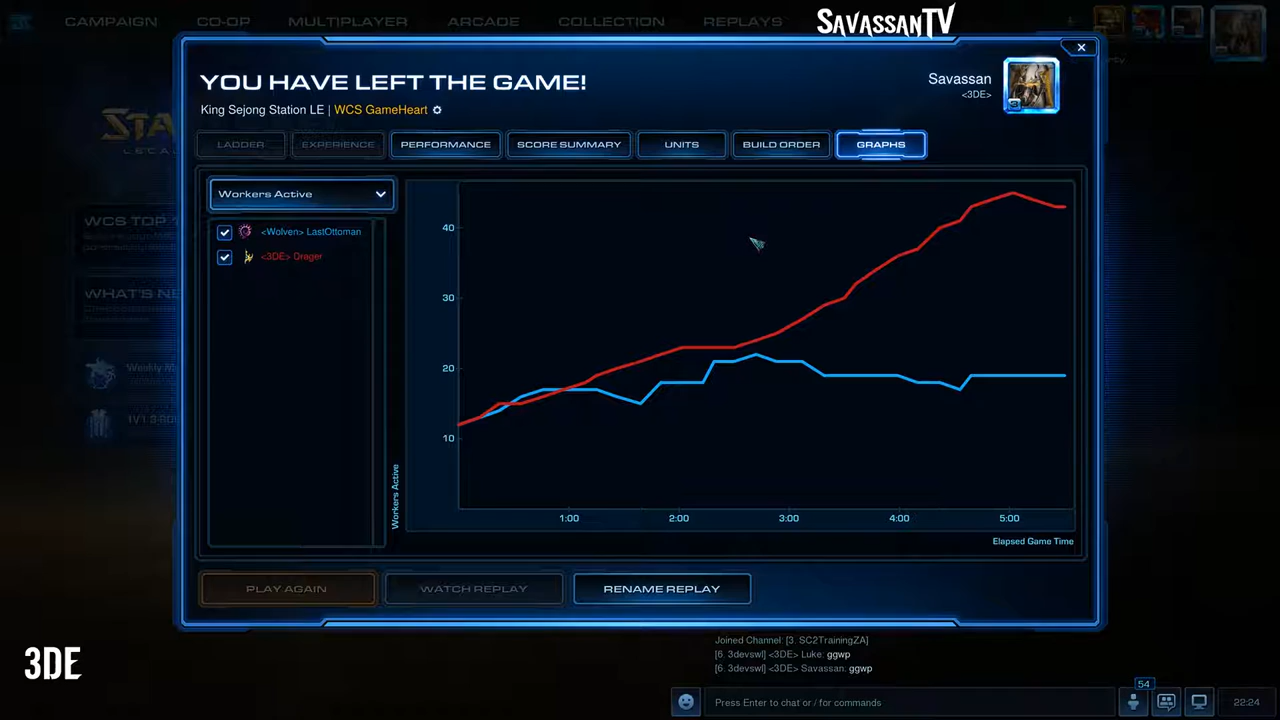 CAMPAIGN CO-OP MULTIPLAYER ARCADE COLLECTION REPLAYS
SAVASSANTV
YOU HAVE LEFT THE GAME!
Savassan
<3DE>
King Sejong Station LE | WCS GameHeart
LADDER EXPERIENCE PERFORMANCE SCORE SUMMARY UNITS BUILD ORDER GRAPHS
Workers Active
<Wolven> LastOttoman
<3DE> Drager
40
30
20
10
Workers Active
1:00 2:00 3:00 4:00 5:00
Elapsed Game Time
WCS TOP
WHAT'S
Weekly
1V1
PLAY AGAIN WATCH REPLAY RENAME REPLAY
Joined Channel: [3. SC2TrainingZA]
[6. 3devswl] <3DE> Luke: ggwp
[6. 3devswl] <3DE> Savassan: ggwp
3DE
54
Press Enter to chat or / for commands
22:24